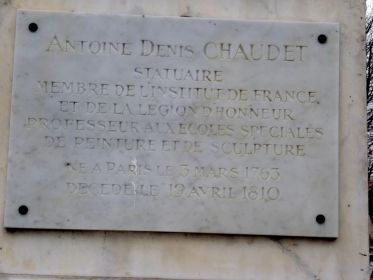 ANTOINE DENIS CHAUDET
STATUAIRE
MEMBRE DE L'INSTITUT DE FRANCE,
ET DE LA LEGION D'HONNEUR
PROFESSEUR AUX ECOLES SPECIALES
DE PEINTURE ET DE SCULPTURE
NE A PARIS LE 3 MARS 1763
DECEDE LE 19 AVRIL 1810